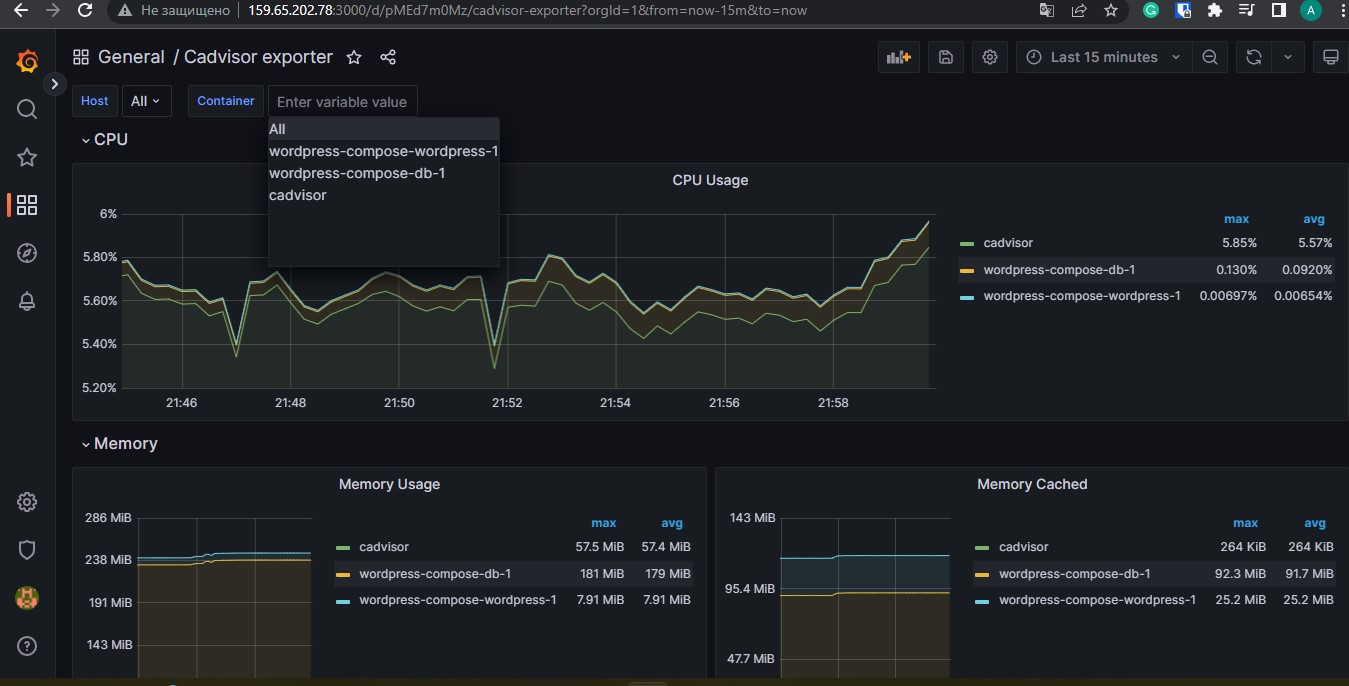 Не защищено 159.65.202.78:3000/d/pMEd7m0Mz/cadvisor-exporter?orgId=1&from=now-15m&to=now
A
General / Cadvisor exporter
Last 15 minutes
Host All Container Enter variable value
All
wordpress-compose-wordpress-1
wordpress-compose-db-1
cadvisor
CPU
CPU Usage
6%
5.80%
5.60%
5.40%
5.20%
21:46 21:48 21:50 21:52 21:54 21:56 21:58
max avg
cadvisor 5.85% 5.57%
wordpress-compose-db-1 0.130% 0.0920%
wordpress-compose-wordpress-1 0.00697% 0.00654%
Memory
Memory Usage
286 MiB
238 MiB
191 MiB
143 MiB
max avg
cadvisor 57.5 MiB 57.4 MiB
wordpress-compose-db-1 181 MiB 179 MiB
wordpress-compose-wordpress-1 7.91 MiB 7.91 MiB
Memory Cached
143 MiB
95.4 MiB
47.7 MiB
max avg
cadvisor 264 KiB 264 KiB
wordpress-compose-db-1 92.3 MiB 91.7 MiB
wordpress-compose-wordpress-1 25.2 MiB 25.2 MiB